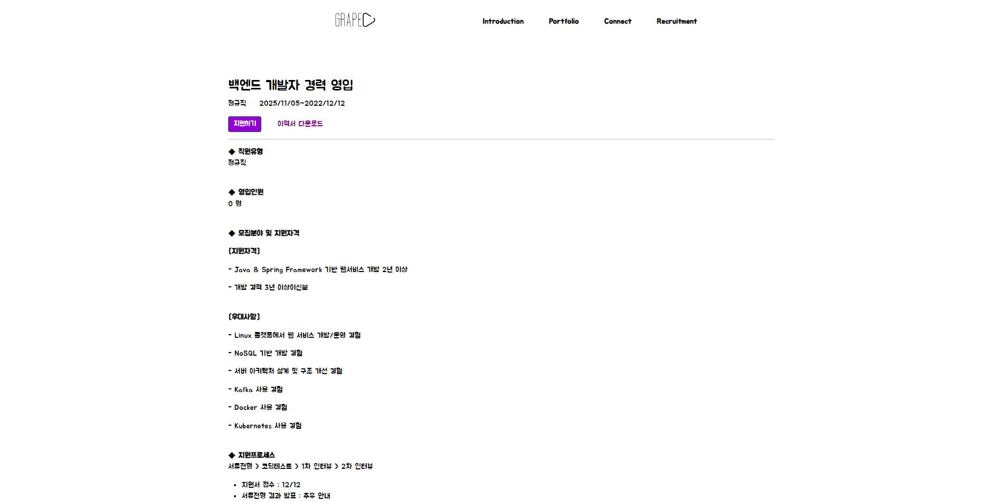 GRAPE
Introduction
Portfolio
Connect
Recruitment
백엔드 개발자 경력 영입
정규직 2025/11/05~2022/12/12
지원하기 이력서 다운로드
◆ 직원유형
정규직
◆ 영입인원
0 명
◆ 모집분야 및 지원자격
[지원자격]
- Java & Spring Framework 기반 웹서비스 개발 2년 이상
- 개발 경력 3년 이상이신분
[우대사항]
- Linux 플랫폼에서 웹 서비스 개발/운영 경험
- NoSQL 기반 개발 경험
- 서버 아키텍처 설계 및 구조 개선 경험
- Kafka 사용 경험
- Docker 사용 경험
- Kubernetes 사용 경험
◆ 지원프로세스
서류전형 > 코딩테스트 > 1차 인터뷰 > 2차 인터뷰
• 지원서 접수 : 12/12
• 서류전형 결과 발표 : 추후 안내